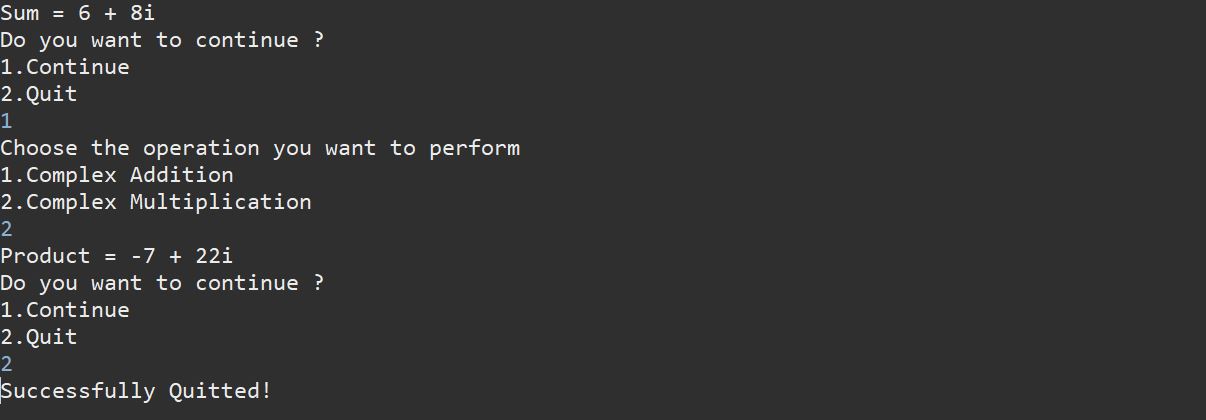 Sum = 6 + 8i
Do you want to continue ?
1.Continue
2.Quit
1
Choose the operation you want to perform
1.Complex Addition
2.Complex Multiplication
2
Product = -7 + 22i
Do you want to continue ?
1.Continue
2.Quit
2
Successfully Quitted!